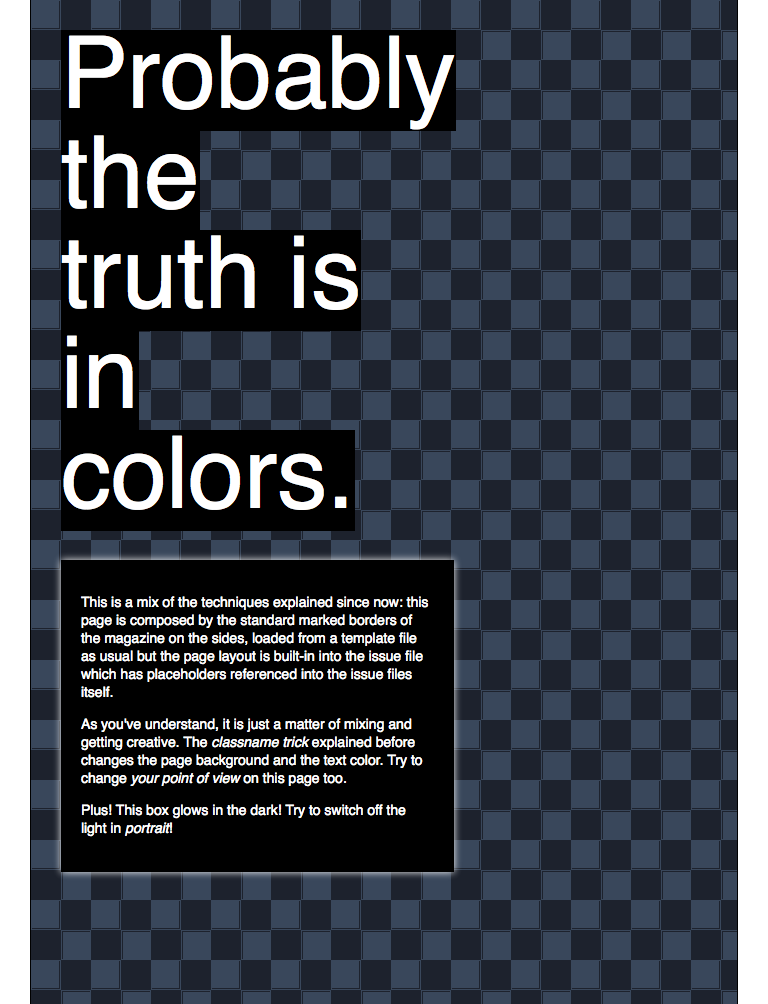 Probably
the
truth is
in
colors.
This is a mix of the techniques explained since now: this
page is composed by the standard marked borders of
the magazine on the sides, loaded from a template file
as usual but the page layout is built-in into the issue file
which has placeholders referenced into the issue files
itself.
As you've understand, it is just a matter of mixing and
getting creative. The classname trick explained before
changes the page background and the text color. Try to
change your point of view on this page too.
Plus! This box glows in the dark! Try to switch off the
light in portrait!